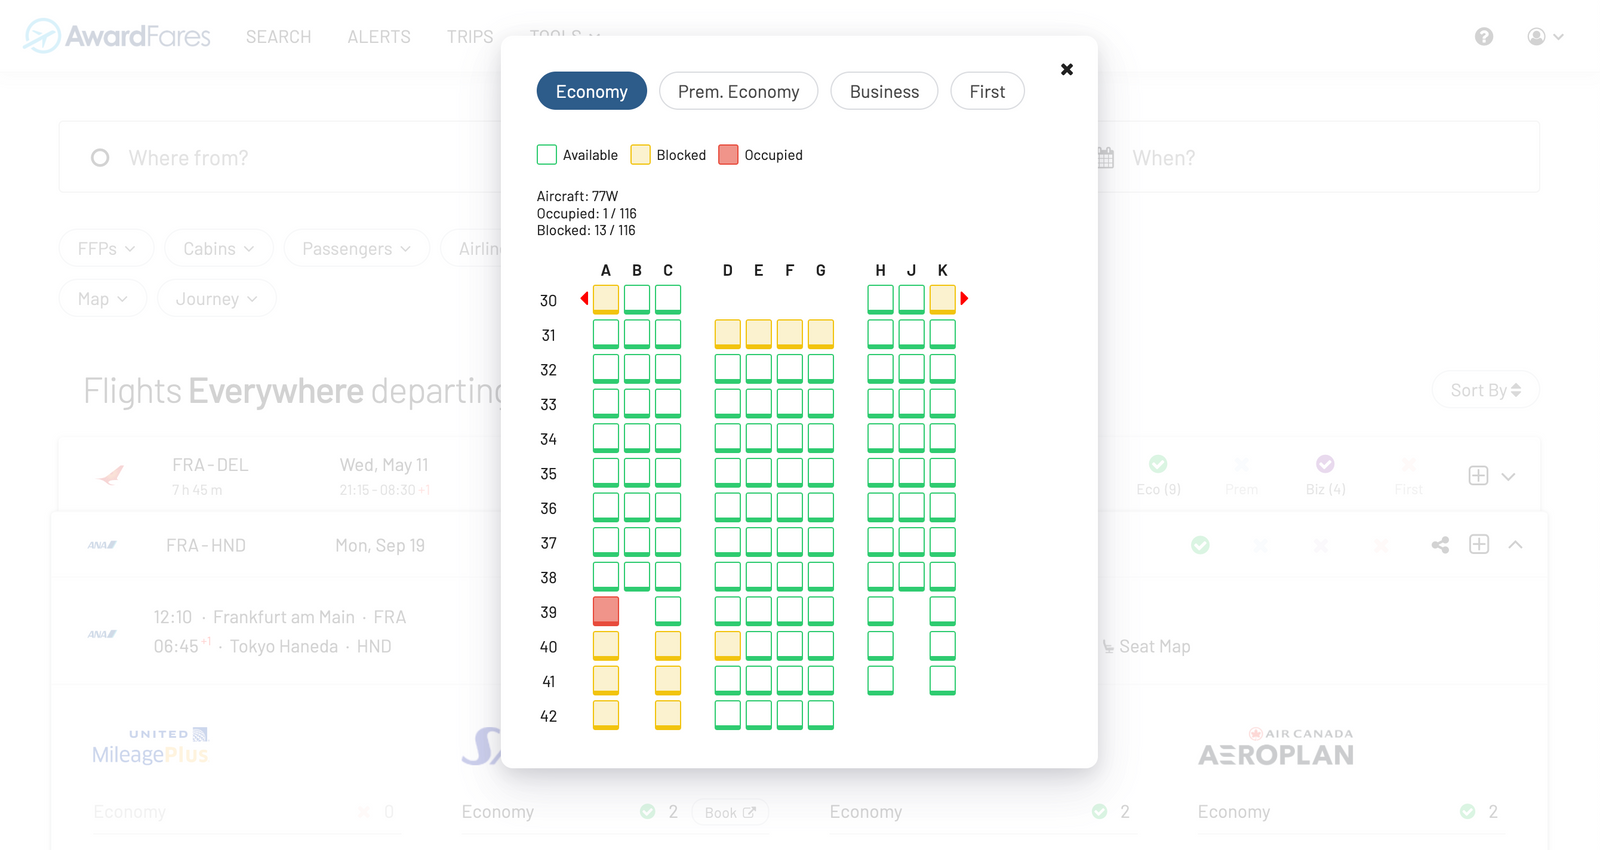 AwardFares SEARCH ALERTS TRIPS TOOLS
Economy Prem. Economy Business First
Where from? When?
Available Blocked Occupied
Aircraft: 77W
Occupied: 1 / 116
Blocked: 13 / 116
FFPs Cabins Passengers
Map Journey
A B C D E F G H J K
30
31
32
33
34
35
36
37
38
39
40
41
42
Flights Everywhere departing
Sort By
FRA - DEL Wed, May 11
7 h 45 m 21:15 - 08:30 +1
Eco (9) Prem Biz (4) First
ANA FRA - HND Mon, Sep 19
12:10 · Frankfurt am Main · FRA
ANA
06:45 +1 · Tokyo Haneda · HND
Seat Map
UNITED
MileagePlus
AIR CANADA
AEROPLAN
Economy 0
Economy 2 Book
Economy 2
Economy 2